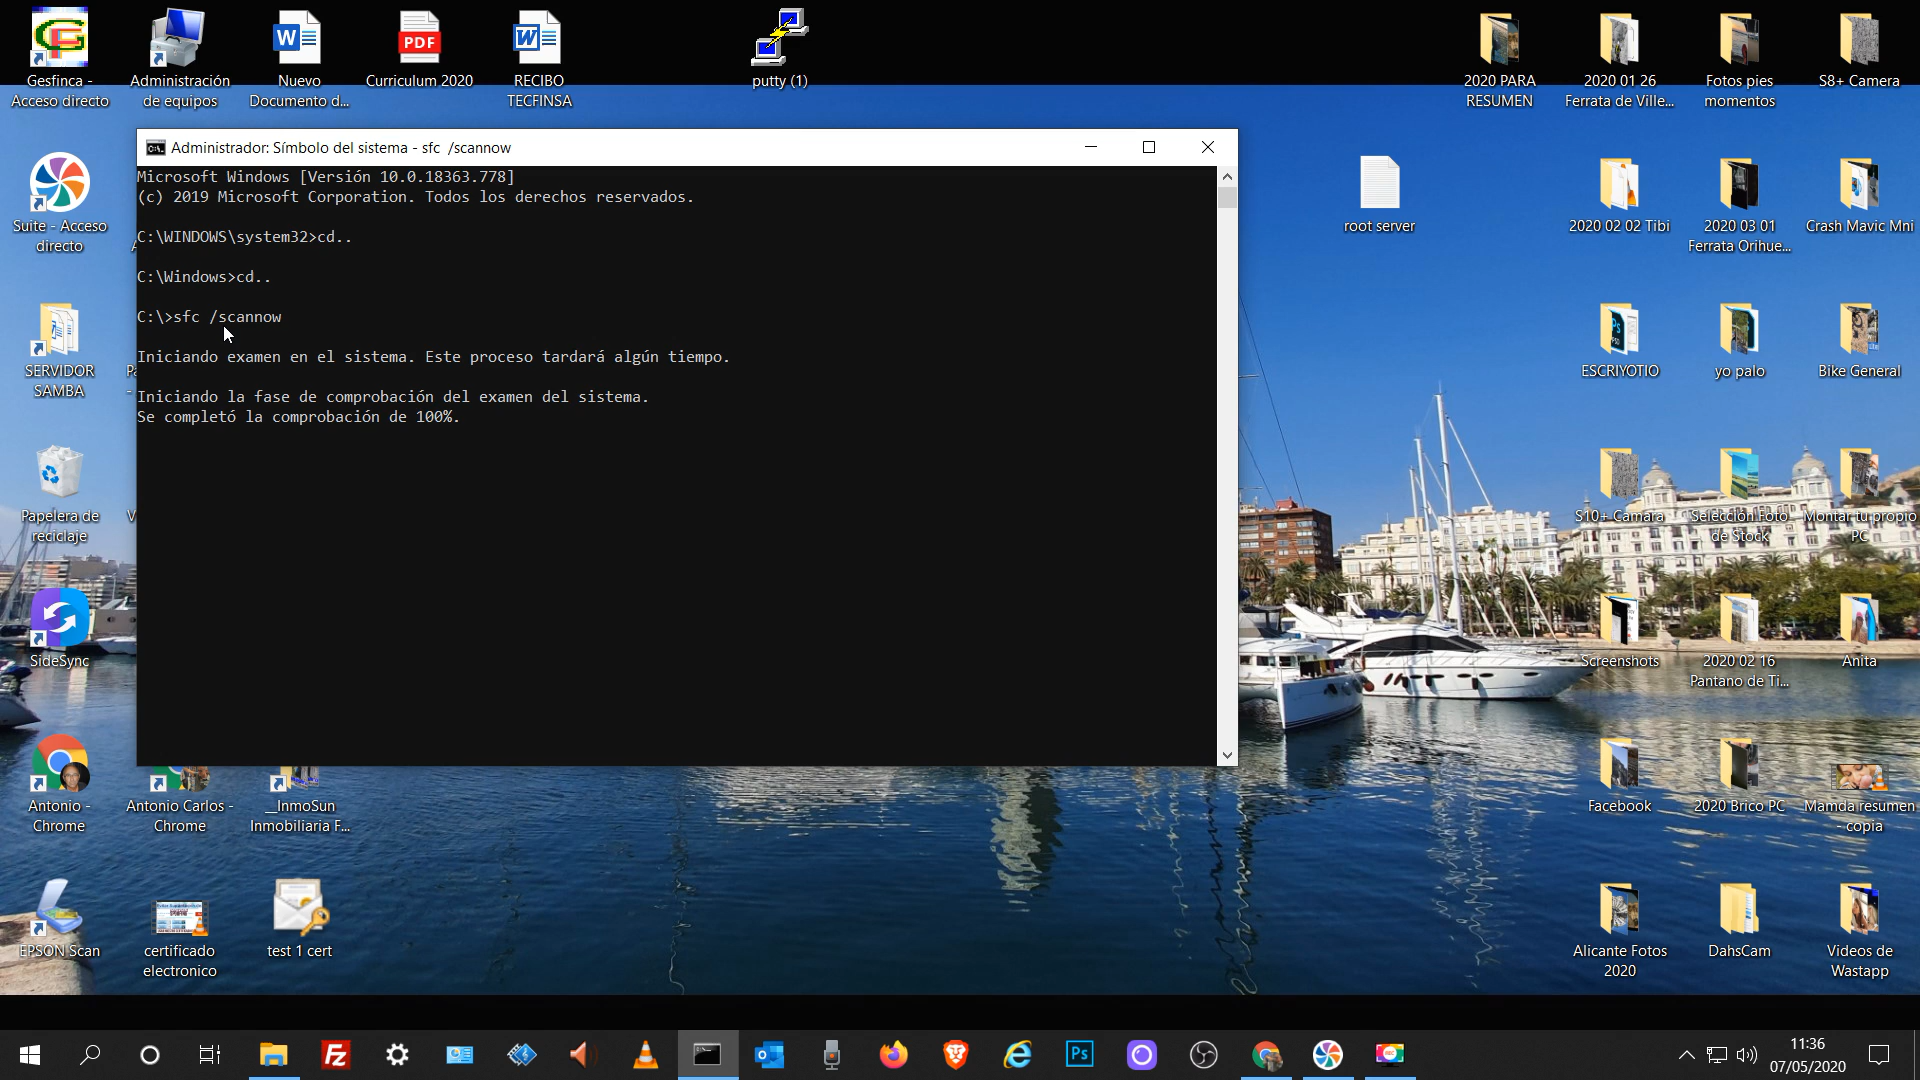 Gesfinca -
Acceso directo
Administración
de equipos
Nuevo
Documento d...
PDF
Curriculum 2020
RECIBO
TECFINSA
putty (1)
2020 PARA
RESUMEN
2020 01 26
Ferrata de Ville...
Fotos pies
momentos
S8+ Camera
Administrador: Símbolo del sistema - sfc  /scannow
Microsoft Windows [Versión 10.0.18363.778]
(c) 2019 Microsoft Corporation. Todos los derechos reservados.
C:\WINDOWS\system32>cd..
C:\Windows>cd..
C:\>sfc /scannow
Iniciando examen en el sistema. Este proceso tardará algún tiempo.
Iniciando la fase de comprobación del examen del sistema.
Se completó la comprobación de 100%.
Suite - Acceso
directo
root server
2020 02 02 Tibi
2020 03 01
Ferrata Orihue...
Crash Mavic Mni
SERVIDOR
SAMBA
ESCRIYOTIO
yo palo
Bike General
Papelera de
reciclaje
S10+ Camara
Selección Foto
de Stock
Montar tu propio
PC
SideSync
Screenshots
2020 02 16
Pantano de Ti...
Anita
Antonio -
Chrome
Antonio Carlos -
Chrome
__InmoSun
Inmobiliaria F...
Facebook
2020 Brico PC
Mamda resumen
- copia
EPSON Scan
certificado
electronico
test 1 cert
Alicante Fotos
2020
DahsCam
Videos de
Wastapp
Fz
Ps
11:36
07/05/2020